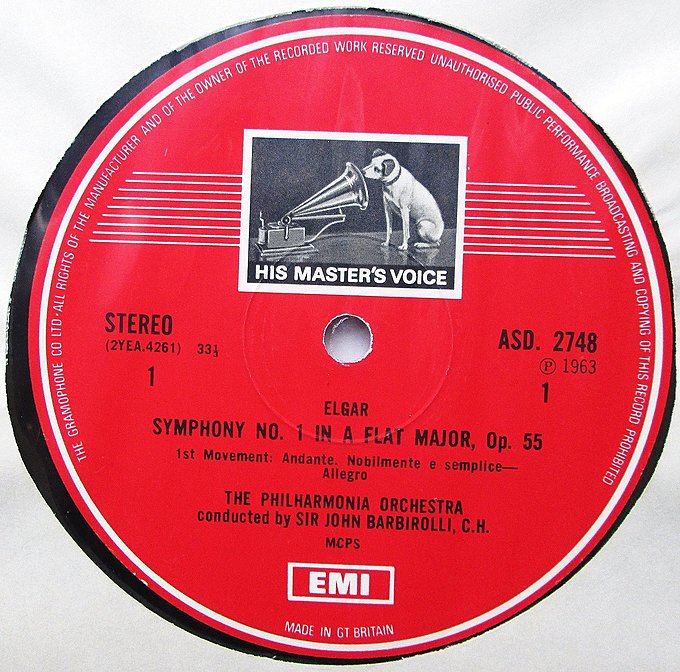 THE GRAMOPHONE CO LTD-ALL RIGHTS OF THE MANUFACTURER AND OF THE OWNER OF THE RECORDED WORK RESERVED UNAUTHORISED PUBLIC PERFORMANCE BROADCASTING AND COPYING OF THIS RECORD PROHIBITED
HIS MASTER'S VOICE
STEREO
(2YEA.4261) 33⅓
1
ASD. 2748
Ⓟ 1963
1
ELGAR
SYMPHONY NO. 1 IN A FLAT MAJOR, Op. 55
1st Movement: Andante. Nobilmente e semplice—
Allegro
THE PHILHARMONIA ORCHESTRA
conducted by SIR JOHN BARBIROLLI, C.H.
MCPS
EMI
MADE IN GT BRITAIN